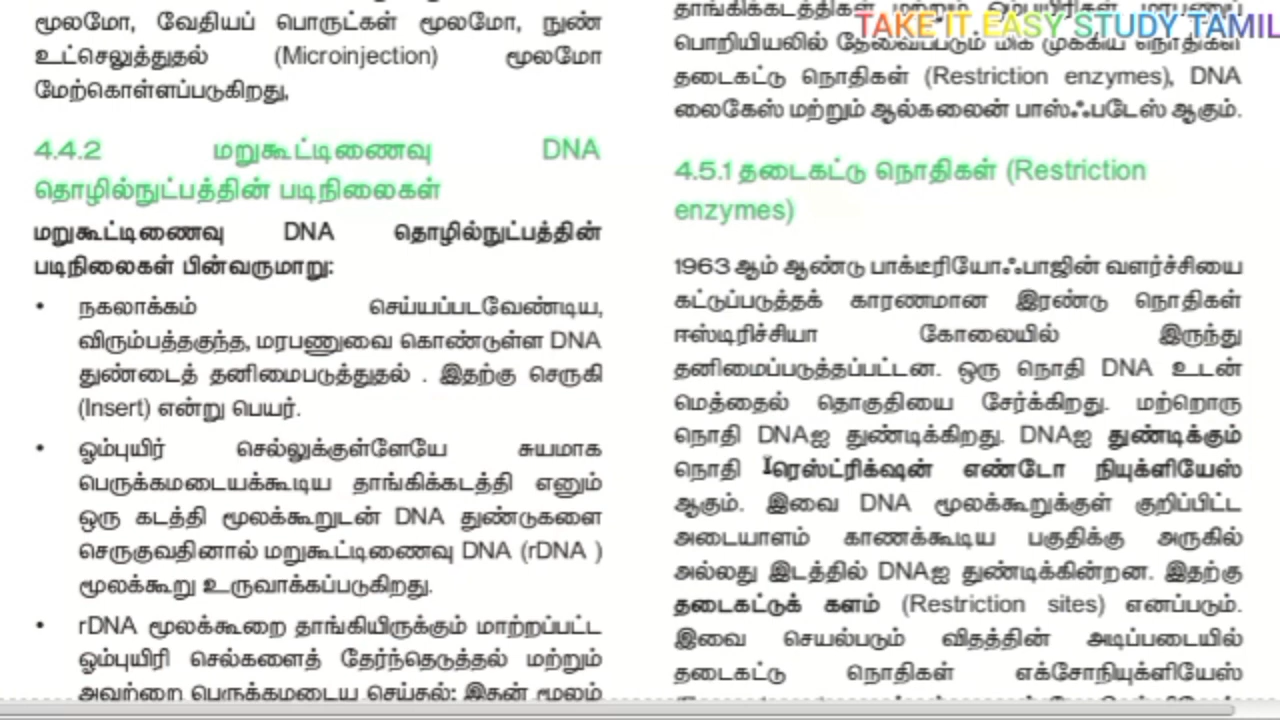 மூலமோ, வேதியப் பொருட்கள் மூலமோ, நுண்
உட்செலுத்துதல் (Microinjection) மூலமோ
மேற்கொள்ளப்படுகிறது,
4.4.2 மறுகூட்டிணைவு DNA
தொழில்நுட்பத்தின் படிநிலைகள்
மறுகூட்டிணைவு DNA தொழில்நுட்பத்தின்
படிநிலைகள் பின்வருமாறு:
• நகலாக்கம் செய்யப்படவேண்டிய,
விரும்பத்தகுந்த, மரபணுவை கொண்டுள்ள DNA
துண்டைத் தனிமைபடுத்துதல் . இதற்கு செருகி
(Insert) என்று பெயர்.
• ஓம்புயிர் செல்லுக்குள்ளேயே சுயமாக
பெருக்கமடையக்கூடிய தாங்கிக்கடத்தி எனும்
ஒரு கடத்தி மூலக்கூறுடன் DNA துண்டுகளை
செருகுவதினால் மறுகூட்டிணைவு DNA (rDNA )
மூலக்கூறு உருவாக்கப்படுகிறது.
• rDNA மூலக்கூறை தாங்கியிருக்கும் மாற்றப்பட்ட
ஓம்புயிரி செல்களைத் தேர்ந்தெடுத்தல் மற்றும்
அவற்றை பெருக்கமடைய செய்தல்; இதன் மூலம்
தாங்கிக்கடத்திகள் மற்றும்
TAKE IT EASY STUDY TAMIL
பொறியியலில் தேவைப்படும் மிக முக்கிய நொதிகள்
தடைகட்டு நொதிகள் (Restriction enzymes), DNA
லைகேஸ் மற்றும் ஆல்கலைன் பாஸ்ஃபடேஸ் ஆகும்.
4.5.1 தடைகட்டு நொதிகள் (Restriction
enzymes)
1963 ஆம் ஆண்டு பாக்டீரியோஃபாஜின் வளர்ச்சியை
கட்டுப்படுத்தக் காரணமான இரண்டு நொதிகள்
ஈஸ்டிரிச்சியா கோலையில் இருந்து
தனிமைப்படுத்தப்பட்டன. ஒரு நொதி DNA உடன்
மெத்தைல் தொகுதியை சேர்க்கிறது. மற்றொரு
நொதி DNAஐ துண்டிக்கிறது. DNAஐ துண்டிக்கும்
நொதி ரெஸ்ட்ரிக்‌ஷன் எண்டோ நியுக்ளியேஸ்
ஆகும். இவை DNA மூலக்கூறுக்குள் குறிப்பிட்ட
அடையாளம் காணக்கூடிய பகுதிக்கு அருகில்
அல்லது இடத்தில் DNAஐ துண்டிக்கின்றன. இதற்கு
தடைகட்டுக் களம் (Restriction sites) எனப்படும்.
இவை செயல்படும் விதத்தின் அடிப்படையில்
தடைகட்டு நொதிகள் எக்சோநியுக்ளியேஸ்